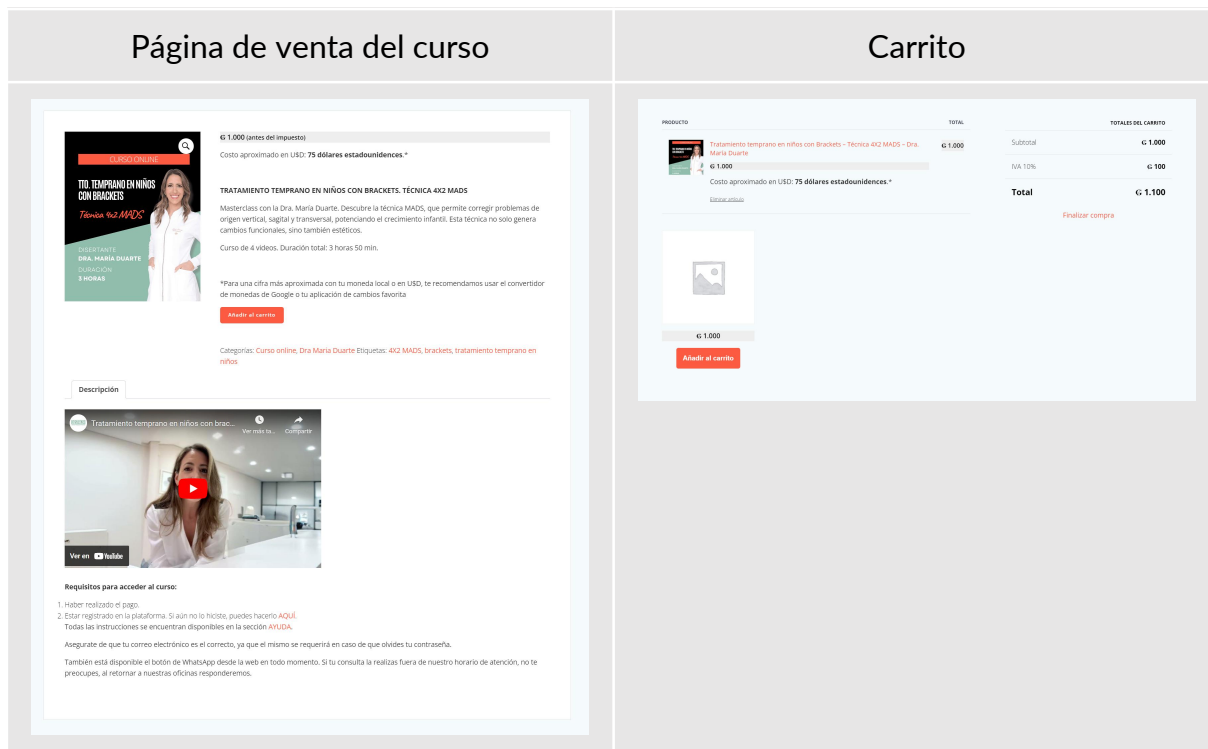 Página de venta del curso
Carrito
CURSO ONLINE
TTO. TEMPRANO EN NIÑOS
CON BRACKETS
Técnica 4x2 MADS
DISERTANTE
DRA. MARÍA DUARTE
DURACIÓN
3 HORAS
₲ 1.000 (antes del impuesto)
Costo aproximado en U$D: 75 dólares estadounidences.*
TRATAMIENTO TEMPRANO EN NIÑOS CON BRACKETS. TÉCNICA 4X2 MADS
Masterclass con la Dra. María Duarte. Descubre la técnica MADS, que permite corregir problemas de
origen vertical, sagital y transversal, potenciando el crecimiento infantil. Esta técnica no solo genera
cambios funcionales, sino también estéticos.
Curso de 4 videos. Duración total: 3 horas 50 min.
*Para una cifra más aproximada con tu moneda local o en U$D, te recomendamos usar el convertidor
de monedas de Google o tu aplicación de cambios favorita
Añadir al carrito
Categorías: Curso online, Dra Maria Duarte Etiquetas: 4X2 MADS, brackets, tratamiento temprano en
niños
Descripción
Tratamiento temprano en niños con brac...
Ver más ta...
Compartir
Ver en YouTube
Requisitos para acceder al curso:
1. Haber realizado el pago.
2. Estar registrado en la plataforma. Si aún no lo hiciste, puedes hacerlo AQUÍ.
Todas las instrucciones se encuentran disponibles en la sección AYUDA.
Asegurate de que tu correo electrónico es el correcto, ya que el mismo se requerirá en caso de que olvides tu contraseña.
También está disponible el botón de WhatsApp desde la web en todo momento. Si tu consulta la realizas fuera de nuestro horario de atención, no te
preocupes, al retornar a nuestras oficinas responderemos.
PRODUCTO
TOTAL
Tratamiento temprano en niños con Brackets – Técnica 4X2 MADS – Dra.
María Duarte
₲ 1.000
₲ 1.000
Costo aproximado en U$D: 75 dólares estadounidences.*
Eliminar artículo
TOTALES DEL CARRITO
Subtotal ₲ 1.000
IVA 10% ₲ 100
Total ₲ 1.100
Finalizar compra
₲ 1.000
Añadir al carrito